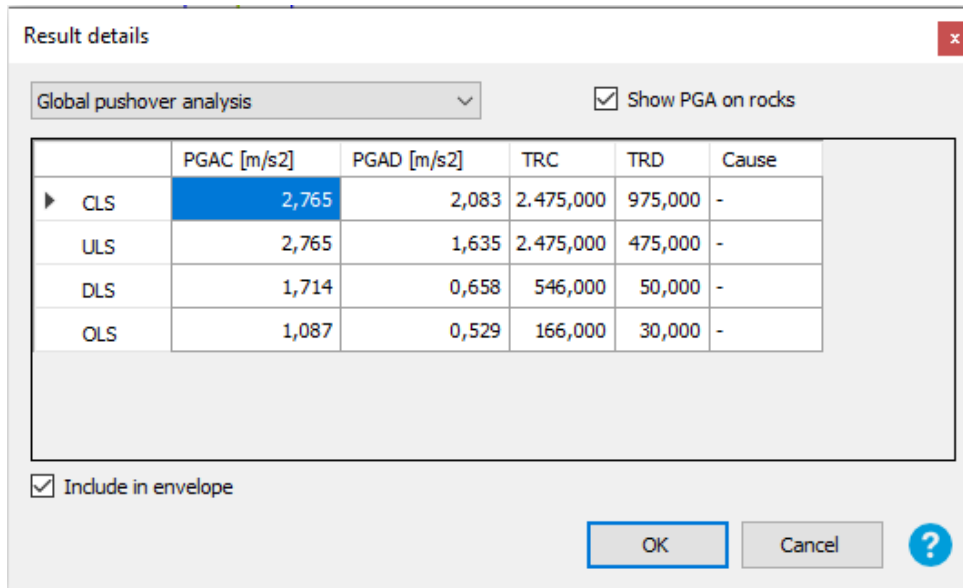 Result details
x
Global pushover analysis Show PGA on rocks
PGAC [m/s2] PGAD [m/s2] TRC TRD Cause
CLS 2,765 2,083 2.475,000 975,000 -
ULS 2,765 1,635 2.475,000 475,000 -
DLS 1,714 0,658 546,000 50,000 -
OLS 1,087 0,529 166,000 30,000 -
Include in envelope
OK Cancel ?